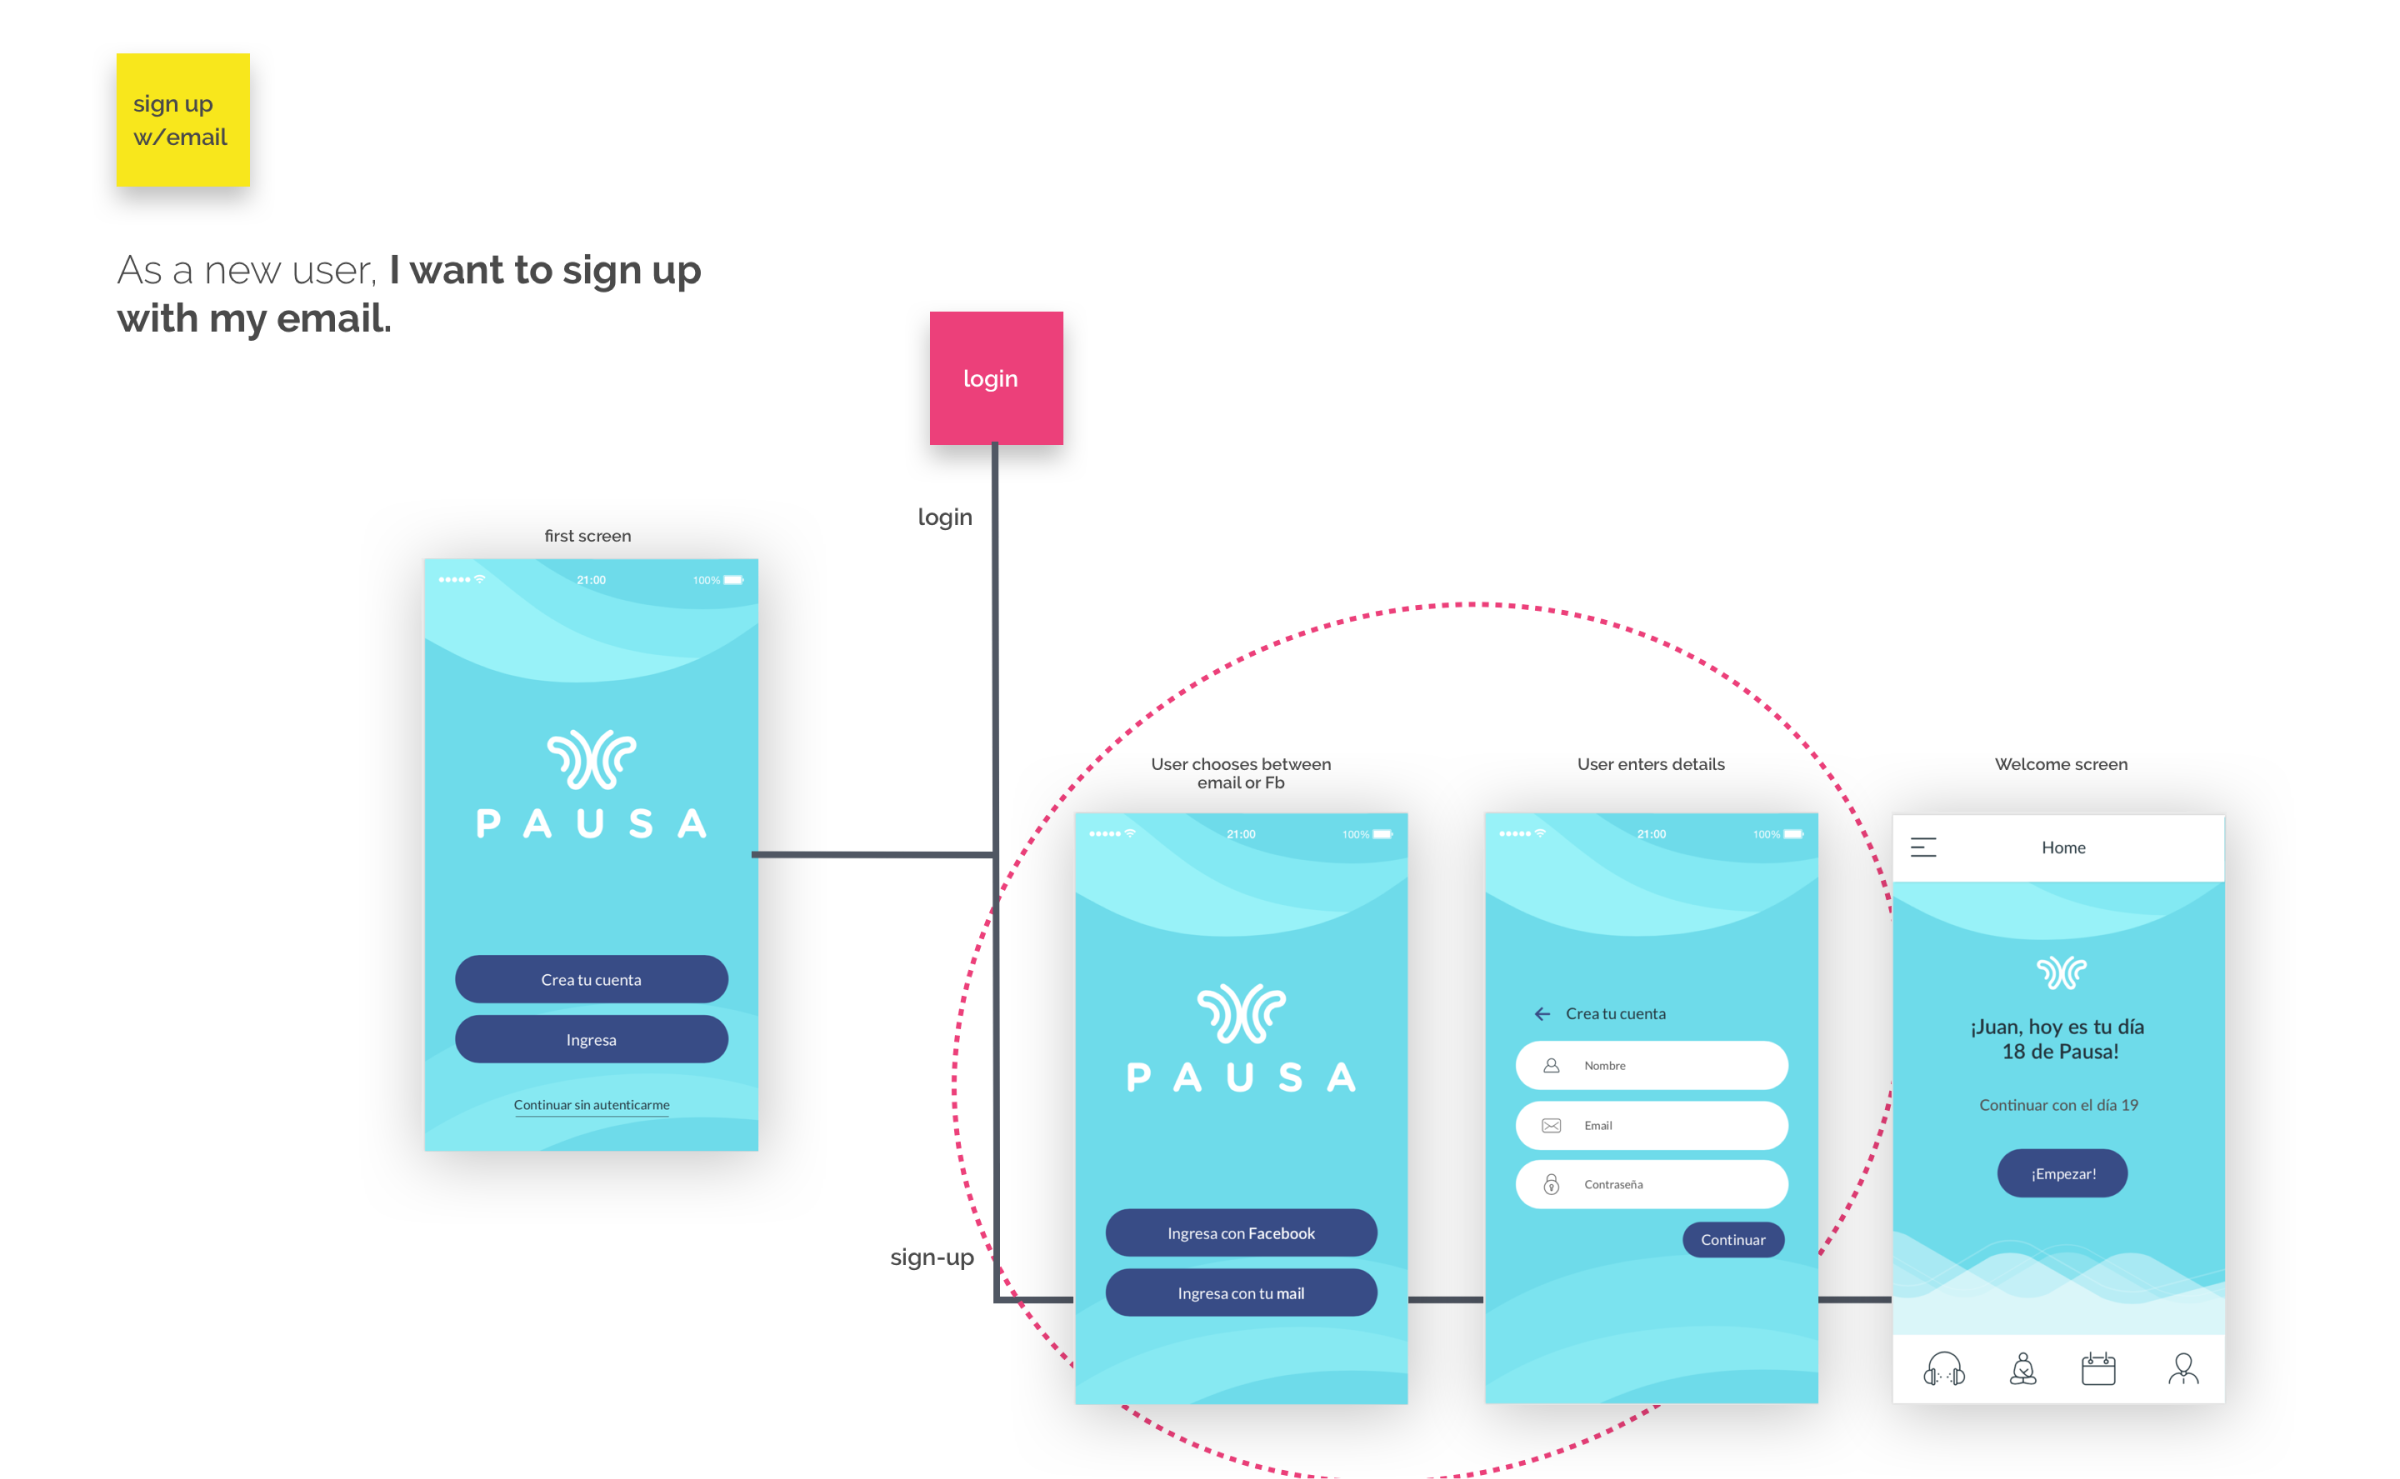 sign up
w/email
As a new user, I want to sign up
with my email.
login
login
first screen
21:00
100%
PAUSA
Crea tu cuenta
Ingresa
Continuar sin autenticarme
sign-up
User chooses between
email or Fb
21:00
100%
PAUSA
Ingresa con Facebook
Ingresa con tu mail
User enters details
21:00
100%
Crea tu cuenta
Nombre
Email
Contraseña
Continuar
Welcome screen
Home
¡Juan, hoy es tu día
18 de Pausa!
Continuar con el día 19
¡Empezar!